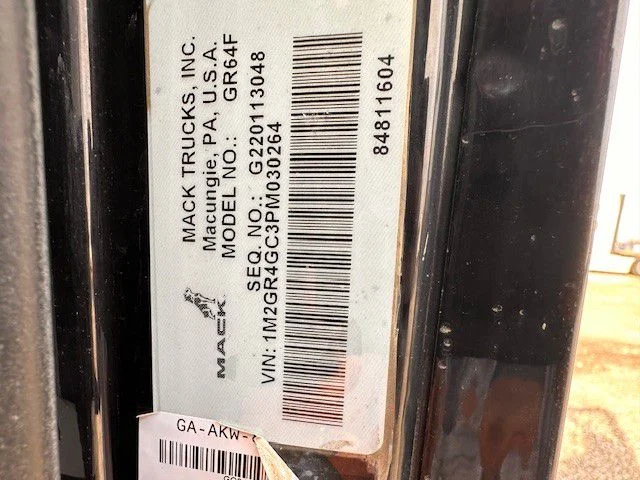 MACK TRUCKS, INC.
Macungie, PA, U.S.A.
MODEL NO.: GR64F
SEQ. NO.: G220113048
MACK
VIN: 1M2GR4GC3PM030264
84811604
GA-AKW-